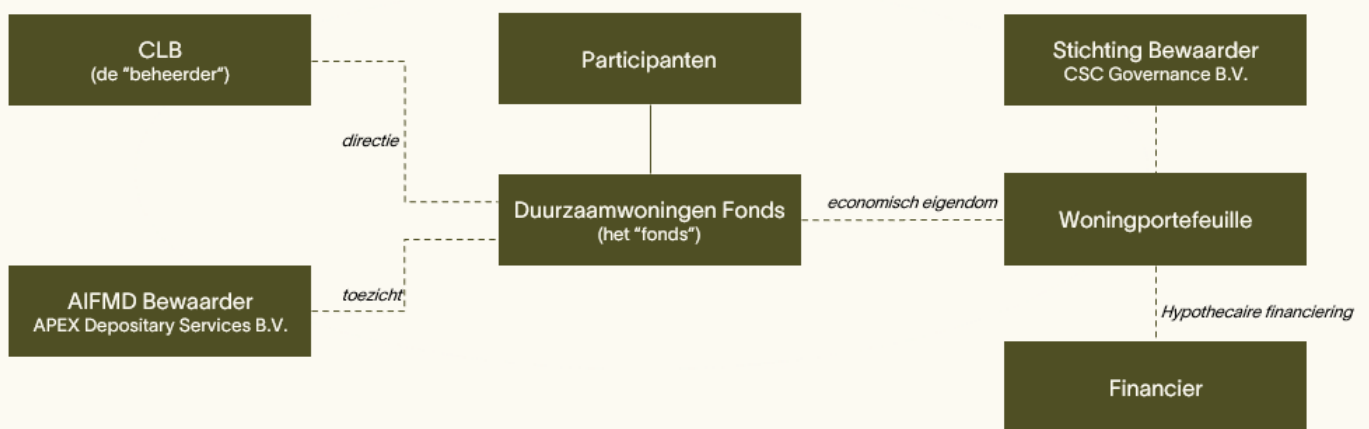 CLB
(de "beheerder")
Participanten
Stichting Bewaarder
CSC Governance B.V.
directie
Duurzaamwoningen Fonds
(het "fonds")
economisch eigendom
Woningportefeuille
AIFMD Bewaarder
APEX Depositary Services B.V.
toezicht
Hypothecaire financiering
Financier